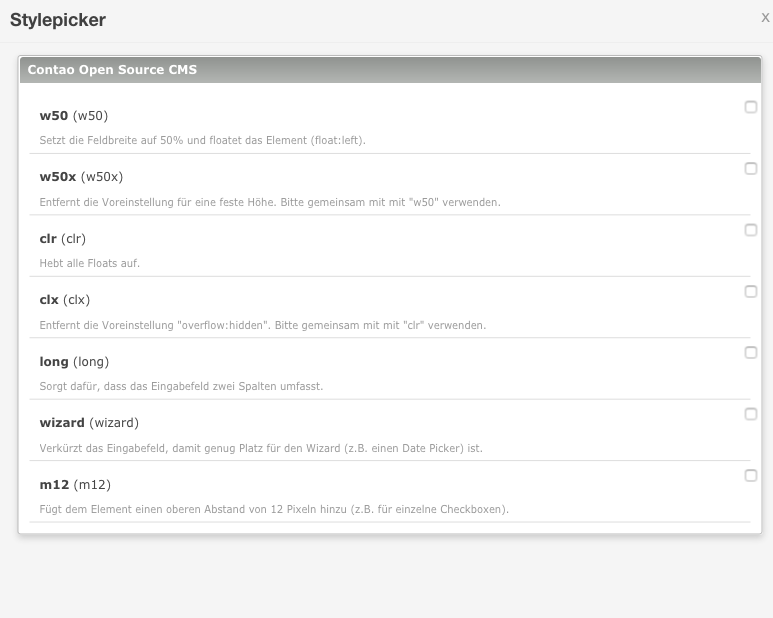 Stylepicker
X
Contao Open Source CMS
w50 (w50)
Setzt die Feldbreite auf 50% und floatet das Element (float:left).
w50x (w50x)
Entfernt die Voreinstellung für eine feste Höhe. Bitte gemeinsam mit mit "w50" verwenden.
clr (clr)
Hebt alle Floats auf.
clx (clx)
Entfernt die Voreinstellung "overflow:hidden". Bitte gemeinsam mit mit "clr" verwenden.
long (long)
Sorgt dafür, dass das Eingabefeld zwei Spalten umfasst.
wizard (wizard)
Verkürzt das Eingabefeld, damit genug Platz für den Wizard (z.B. einen Date Picker) ist.
m12 (m12)
Fügt dem Element einen oberen Abstand von 12 Pixeln hinzu (z.B. für einzelne Checkboxen).